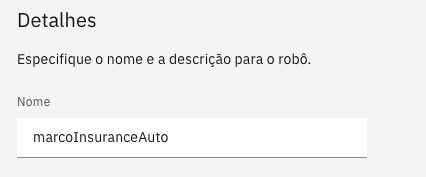 Detalhes
Especifique o nome e a descrição para o robô.
Nome
marcoInsuranceAuto